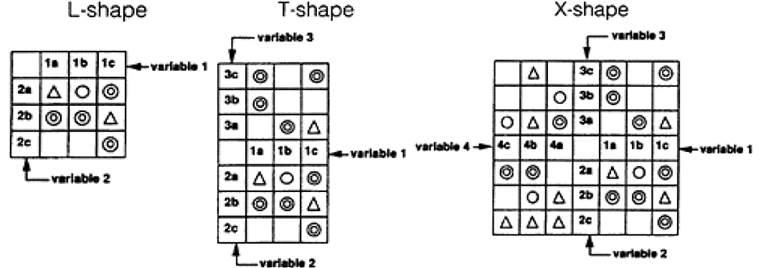 L-shape
1a 1b 1c
variable 1
2a
2b
2c
variable 2
T-shape
variable 3
3c
3b
3a
1a 1b 1c
variable 1
2a
2b
2c
variable 2
X-shape
variable 3
3c
3b
3a
variable 4
4c 4b 4a 1a 1b 1c
variable 1
2a
2b
2c
variable 2